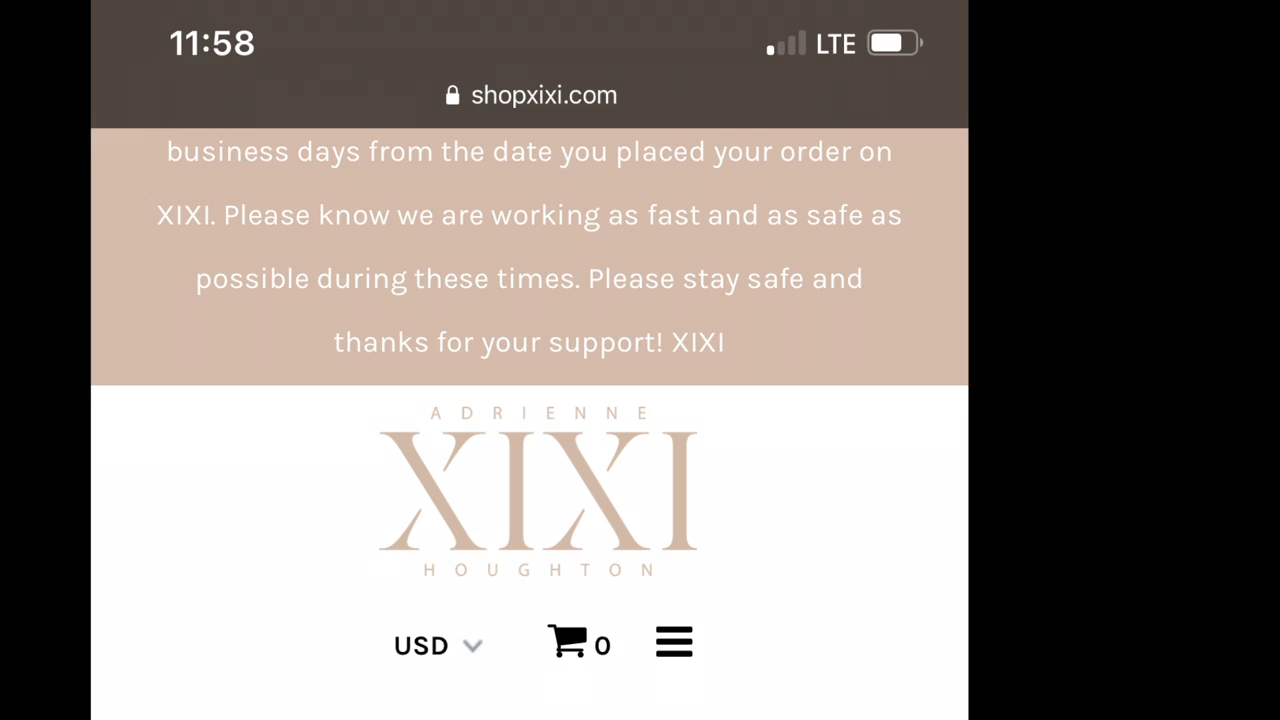 11:58 LTE
shopxixi.com
business days from the date you placed your order on
XIXI. Please know we are working as fast and as safe as
possible during these times. Please stay safe and
thanks for your support! XIXI
ADRIENNE
XIXI
HOUGHTON
USD 0